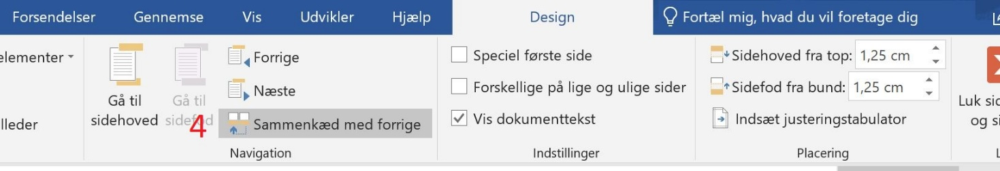 Forsendelser Gennemse Vis Udvikler Hjælp Design Fortæl mig, hvad du vil foretage dig
elementer
lleder
Gå til
sidehoved
Gå til
sidefod
4
Forrige
Næste
Sammenkæd med forrige
Navigation
Speciel første side
Forskellige på lige og ulige sider
Vis dokumenttekst
Indstillinger
Sidehoved fra top: 1,25 cm
Sidefod fra bund: 1,25 cm
Indsæt justeringstabulator
Placering
Luk sid
og si
L